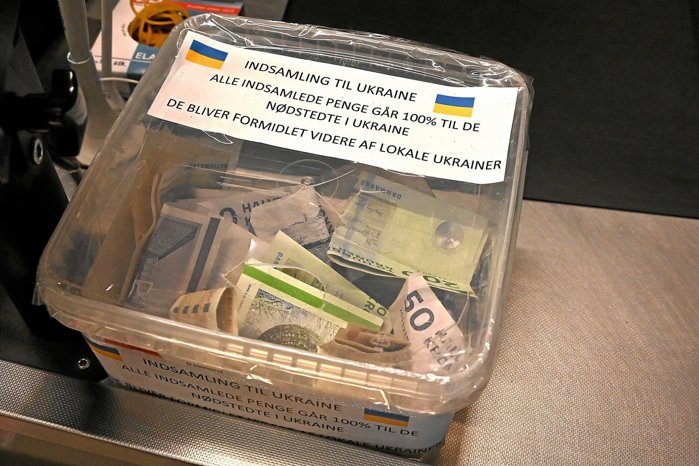 INDSAMLING TIL UKRAINE
ALLE INDSAMLEDE PENGE GÅR 100% TIL DE
NØDSTEDTE I UKRAINE
DE BLIVER FORMIDLET VIDERE AF LOKALE UKRAINER
DANMARKS
50
INDSAMLING TIL UKRAINE
ALLE INDSAMLEDE PENGE GÅR 100% TIL DE
NØDSTEDTE I UKRAINE